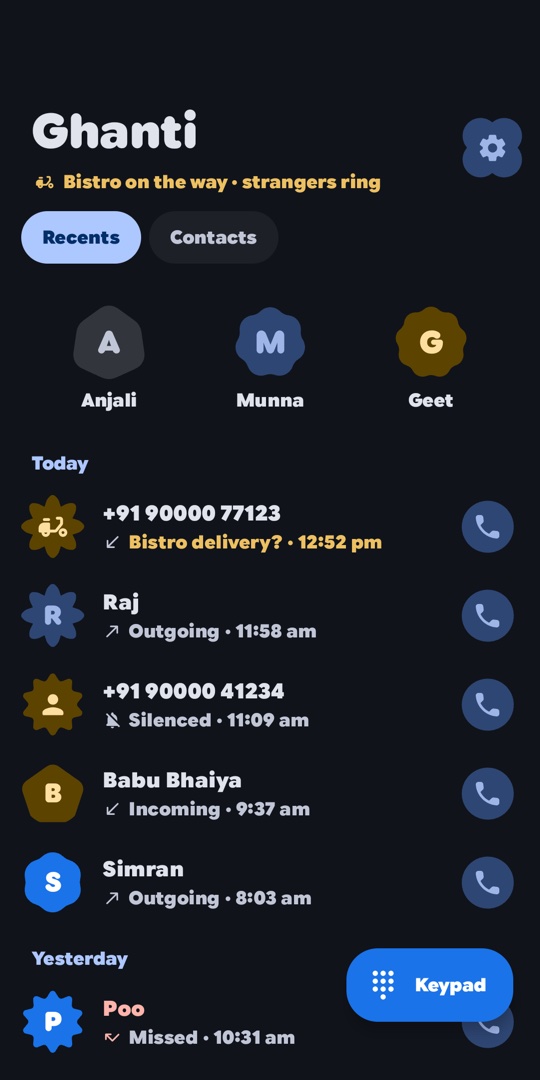 Ghanti
Bistro on the way • strangers ring
Recents
Contacts
A
M
G
Anjali
Munna
Geet
Today
+91 90000 77123
Bistro delivery? • 12:52 pm
R
Raj
Outgoing • 11:58 am
+91 90000 41234
Silenced • 11:09 am
B
Babu Bhaiya
Incoming • 9:37 am
S
Simran
Outgoing • 8:03 am
Yesterday
Keypad
P
Poo
Missed • 10:31 am